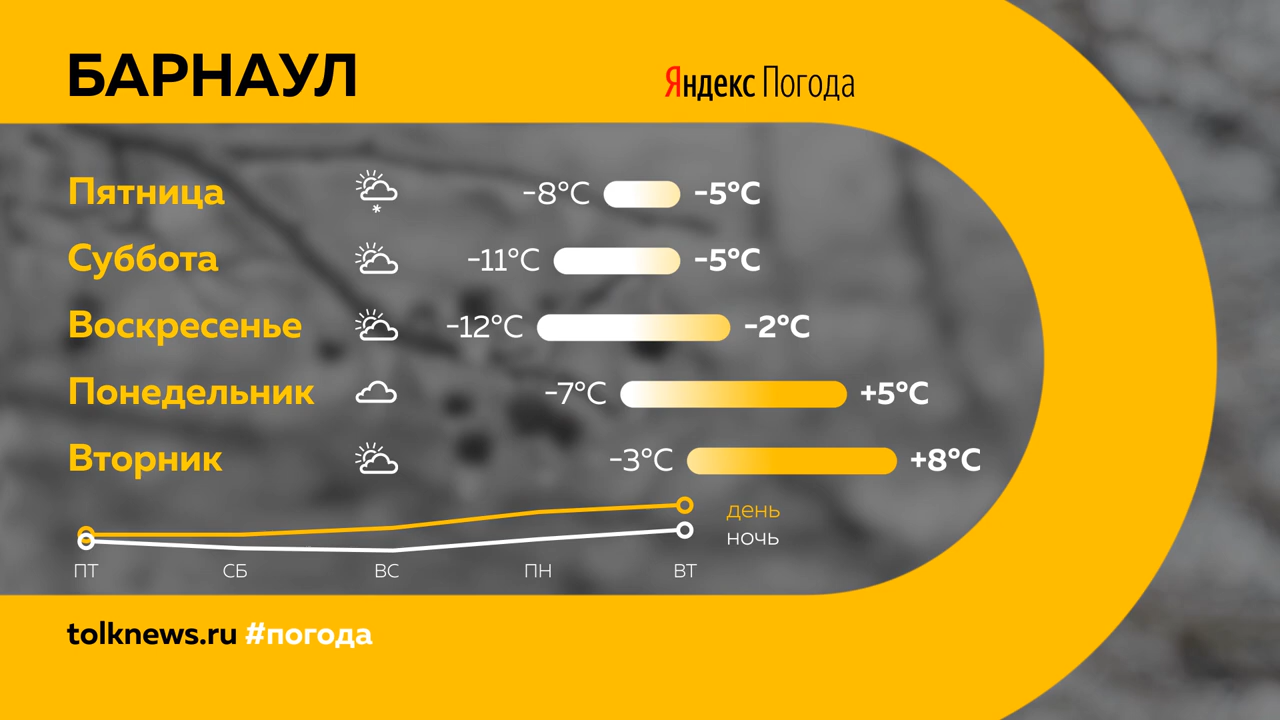 БАРНАУЛ
Яндекс Погода
Пятница -8°C -5°C
Суббота -11°C -5°C
Воскресенье -12°C -2°C
Понедельник -7°C +5°C
Вторник -3°C +8°C
день
ночь
ПТ СБ ВС ПН ВТ
tolknews.ru #погода